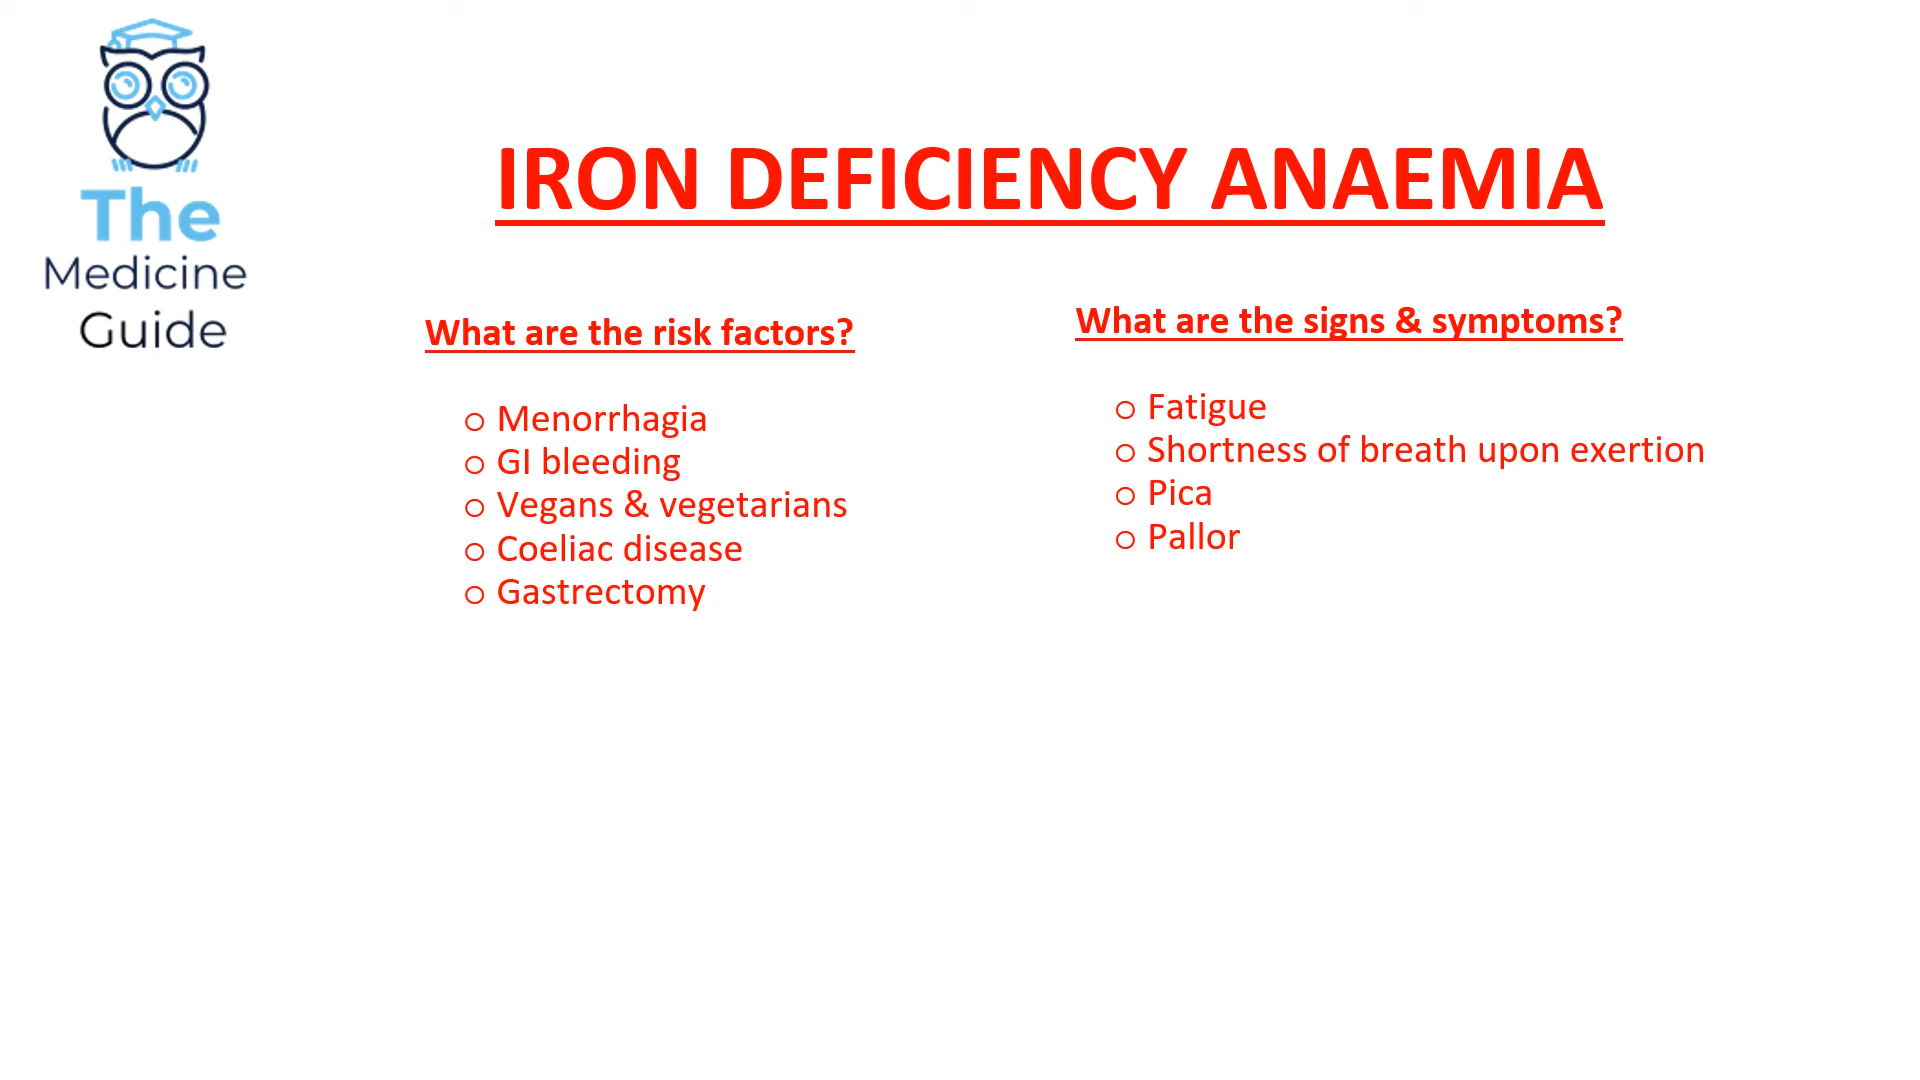 The
Medicine
Guide
IRON DEFICIENCY ANAEMIA
What are the risk factors?
○ Menorrhagia
○ GI bleeding
○ Vegans & vegetarians
○ Coeliac disease
○ Gastrectomy
What are the signs & symptoms?
○ Fatigue
○ Shortness of breath upon exertion
○ Pica
○ Pallor